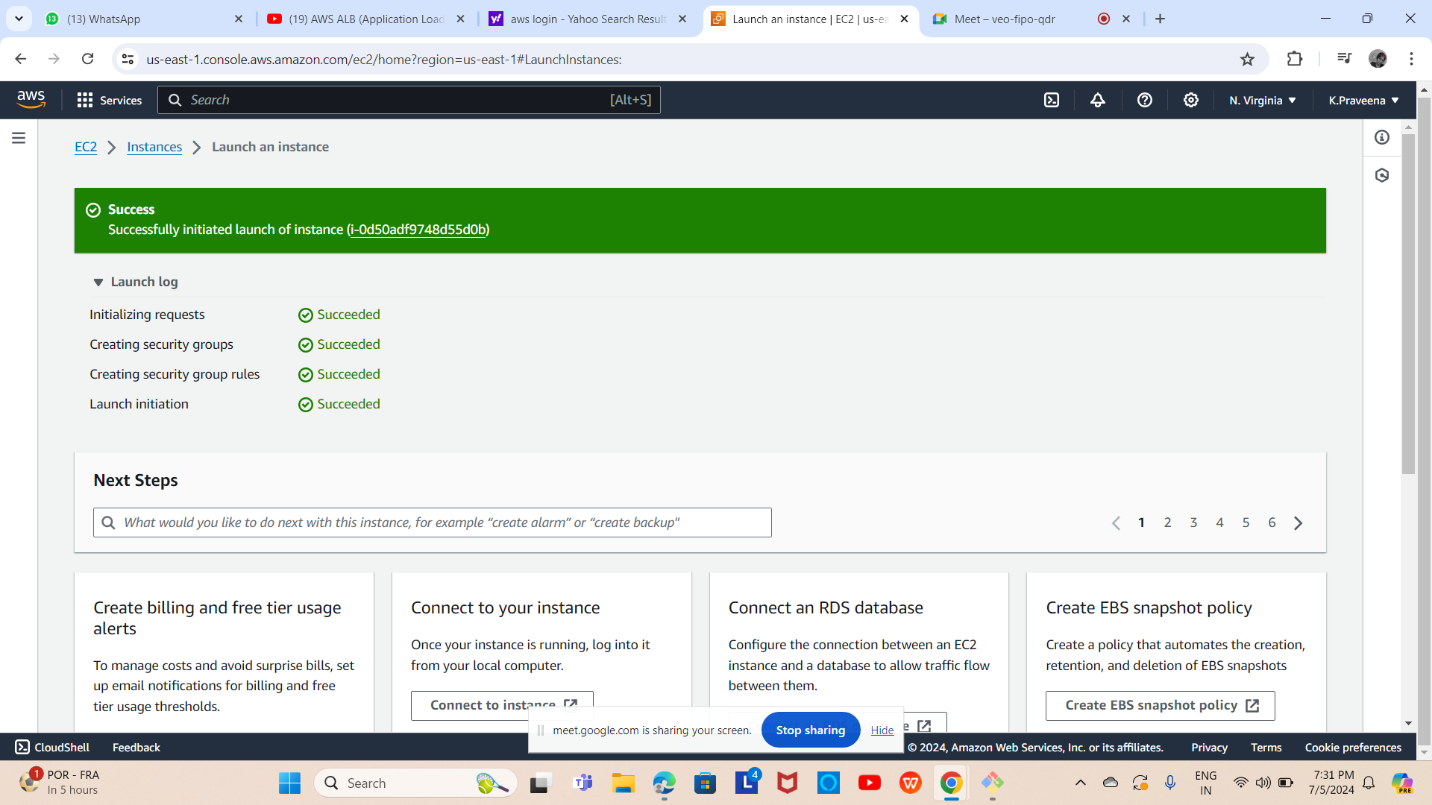 (13) WhatsApp
(19) AWS ALB (Application Load
aws login - Yahoo Search Result
Launch an instance | EC2 | us-ea
Meet – veo-fipo-qdr
us-east-1.console.aws.amazon.com/ec2/home?region=us-east-1#LaunchInstances:
aws
Services
Search
[Alt+S]
N. Virginia
K.Praveena
EC2
Instances
Launch an instance
Success
Successfully initiated launch of instance (i-0d50adf9748d55d0b)
Launch log
Initializing requests
Succeeded
Creating security groups
Succeeded
Creating security group rules
Succeeded
Launch initiation
Succeeded
Next Steps
What would you like to do next with this instance, for example "create alarm" or "create backup"
1 2 3 4 5 6
Create billing and free tier usage
alerts
To manage costs and avoid surprise bills, set
up email notifications for billing and free
tier usage thresholds.
Connect to your instance
Once your instance is running, log into it
from your local computer.
Connect to instance
Connect an RDS database
Configure the connection between an EC2
instance and a database to allow traffic flow
between them.
Create EBS snapshot policy
Create a policy that automates the creation,
retention, and deletion of EBS snapshots
Create EBS snapshot policy
meet.google.com is sharing your screen.
Stop sharing
Hide
CloudShell
Feedback
© 2024, Amazon Web Services, Inc. or its affiliates.
Privacy
Terms
Cookie preferences
1
POR - FRA
In 5 hours
Search
4
ENG
IN
7:31 PM
7/5/2024
PRE